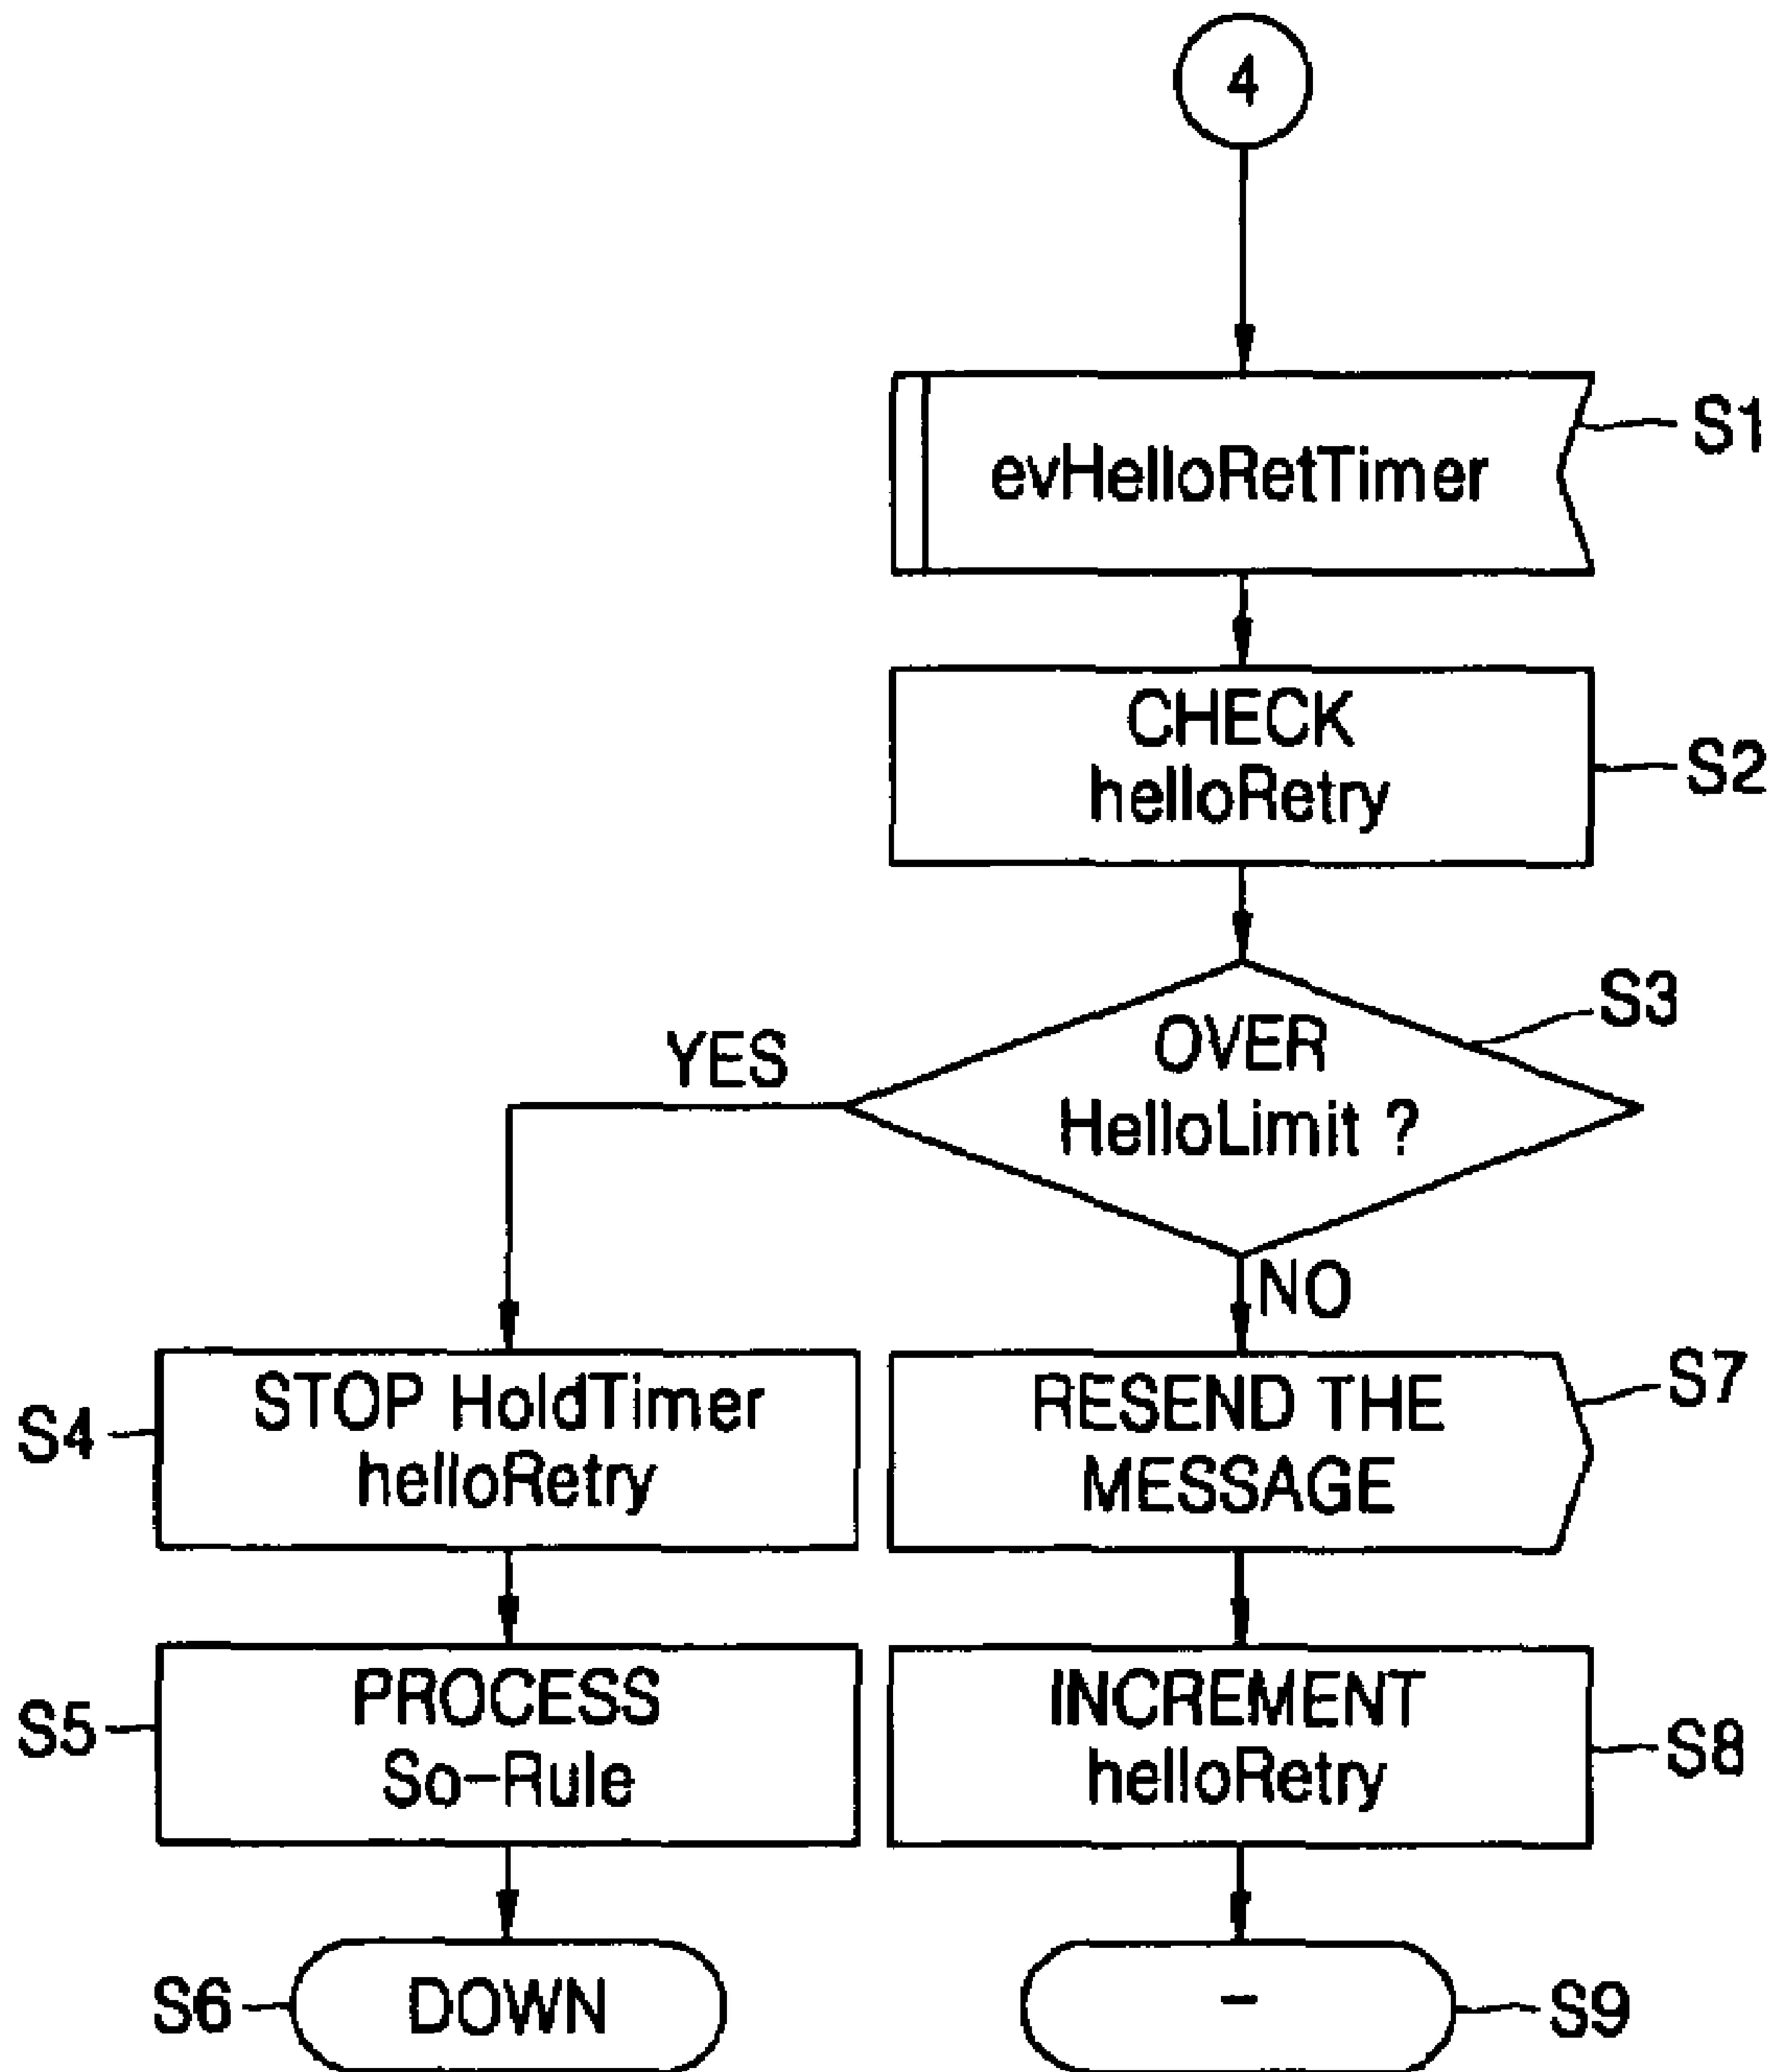 4
evHelloRetTimer
S1
CHECK
helloRetry
S2
OVER
HelloLimit ?
S3
YES
NO
STOP HoldTimer
helloRetry
S4
RESEND THE
MESSAGE
S7
PROCESS
So-Rule
S5
INCREMENT
helloRetry
S8
DOWN
S6
-
S9